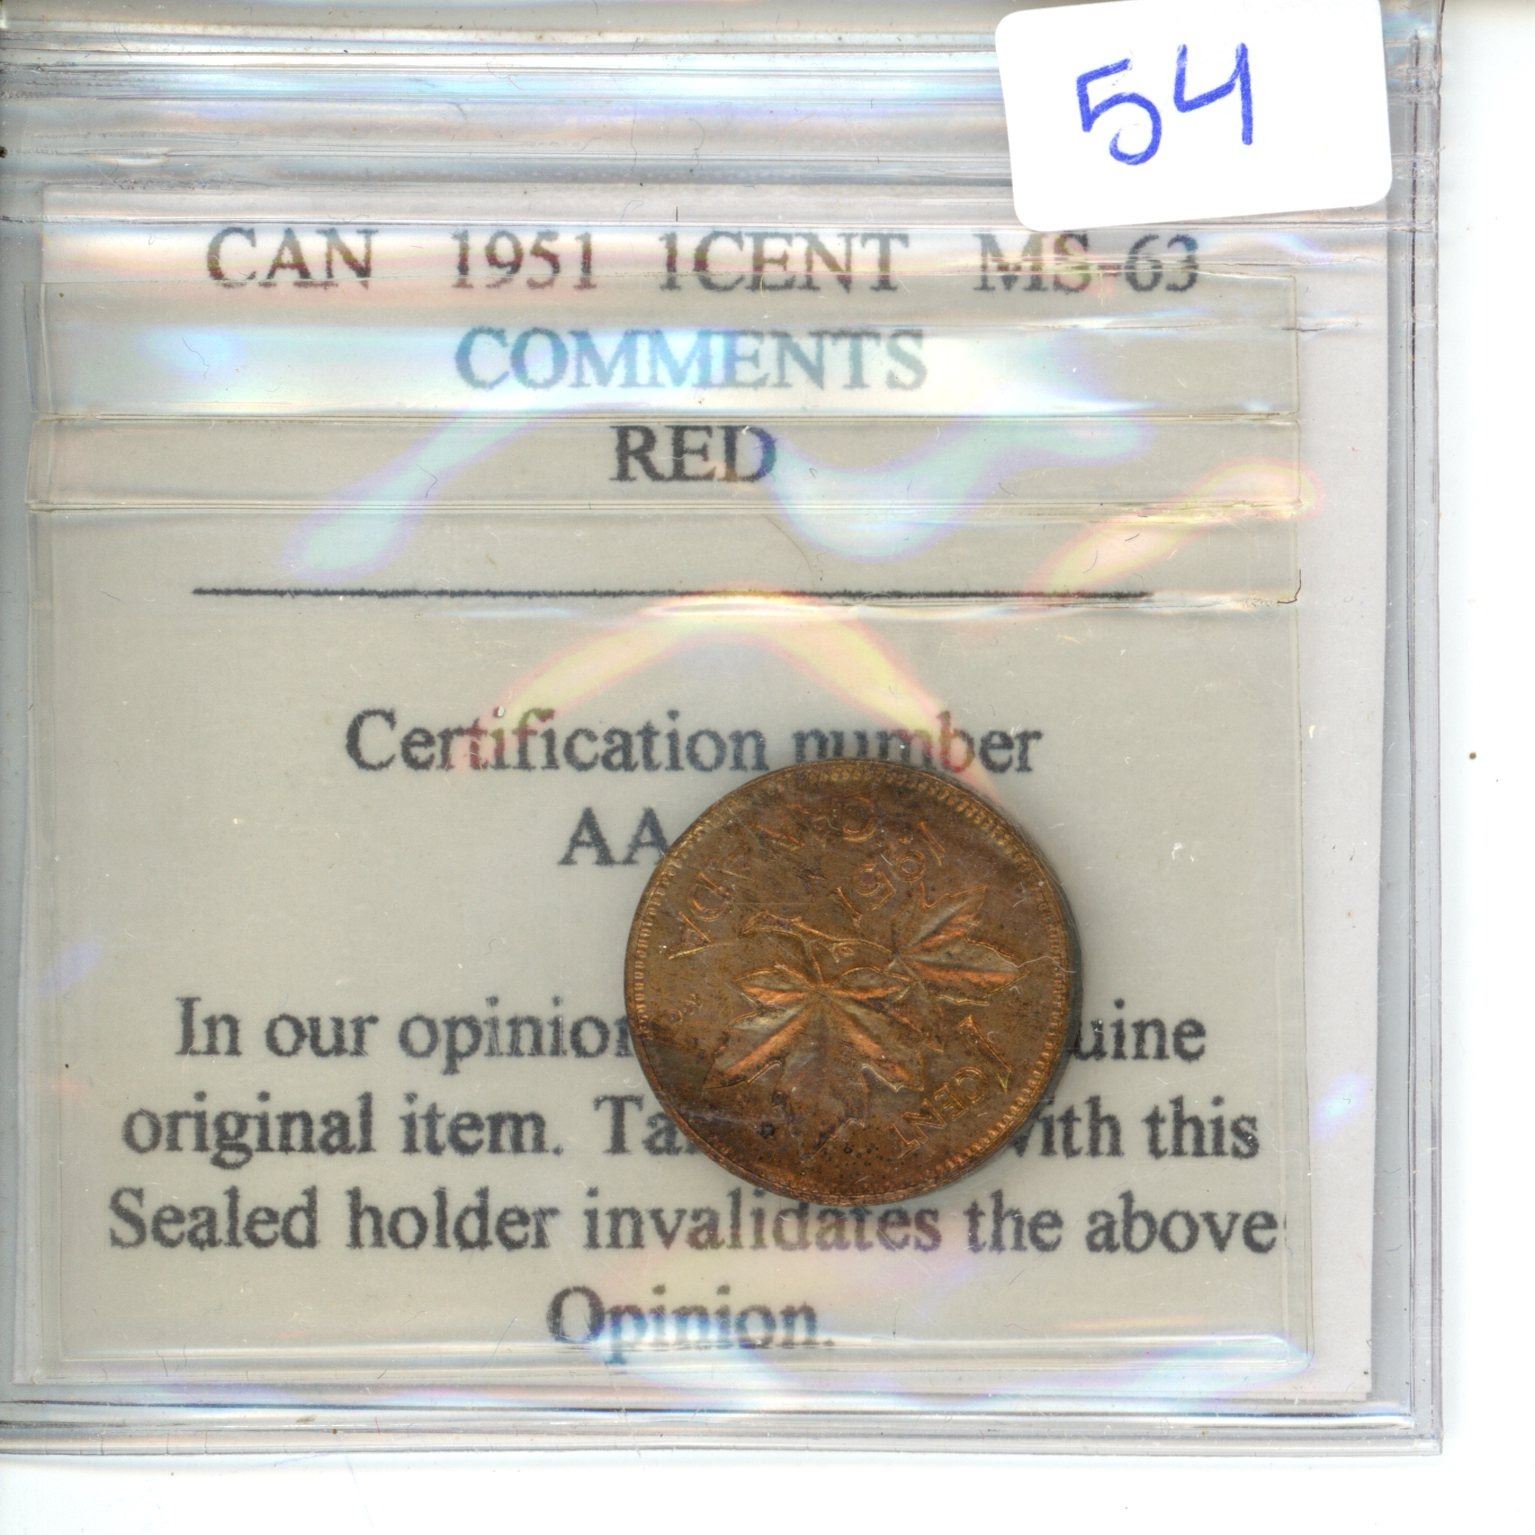 54
CAN 1951 1CENT MS-63
COMMENTS
RED
Certification number
AA
In our opinion uine
original item. Ta with this
Sealed holder invalidates the above
Opinion.
CANADA
1951
1 CENT